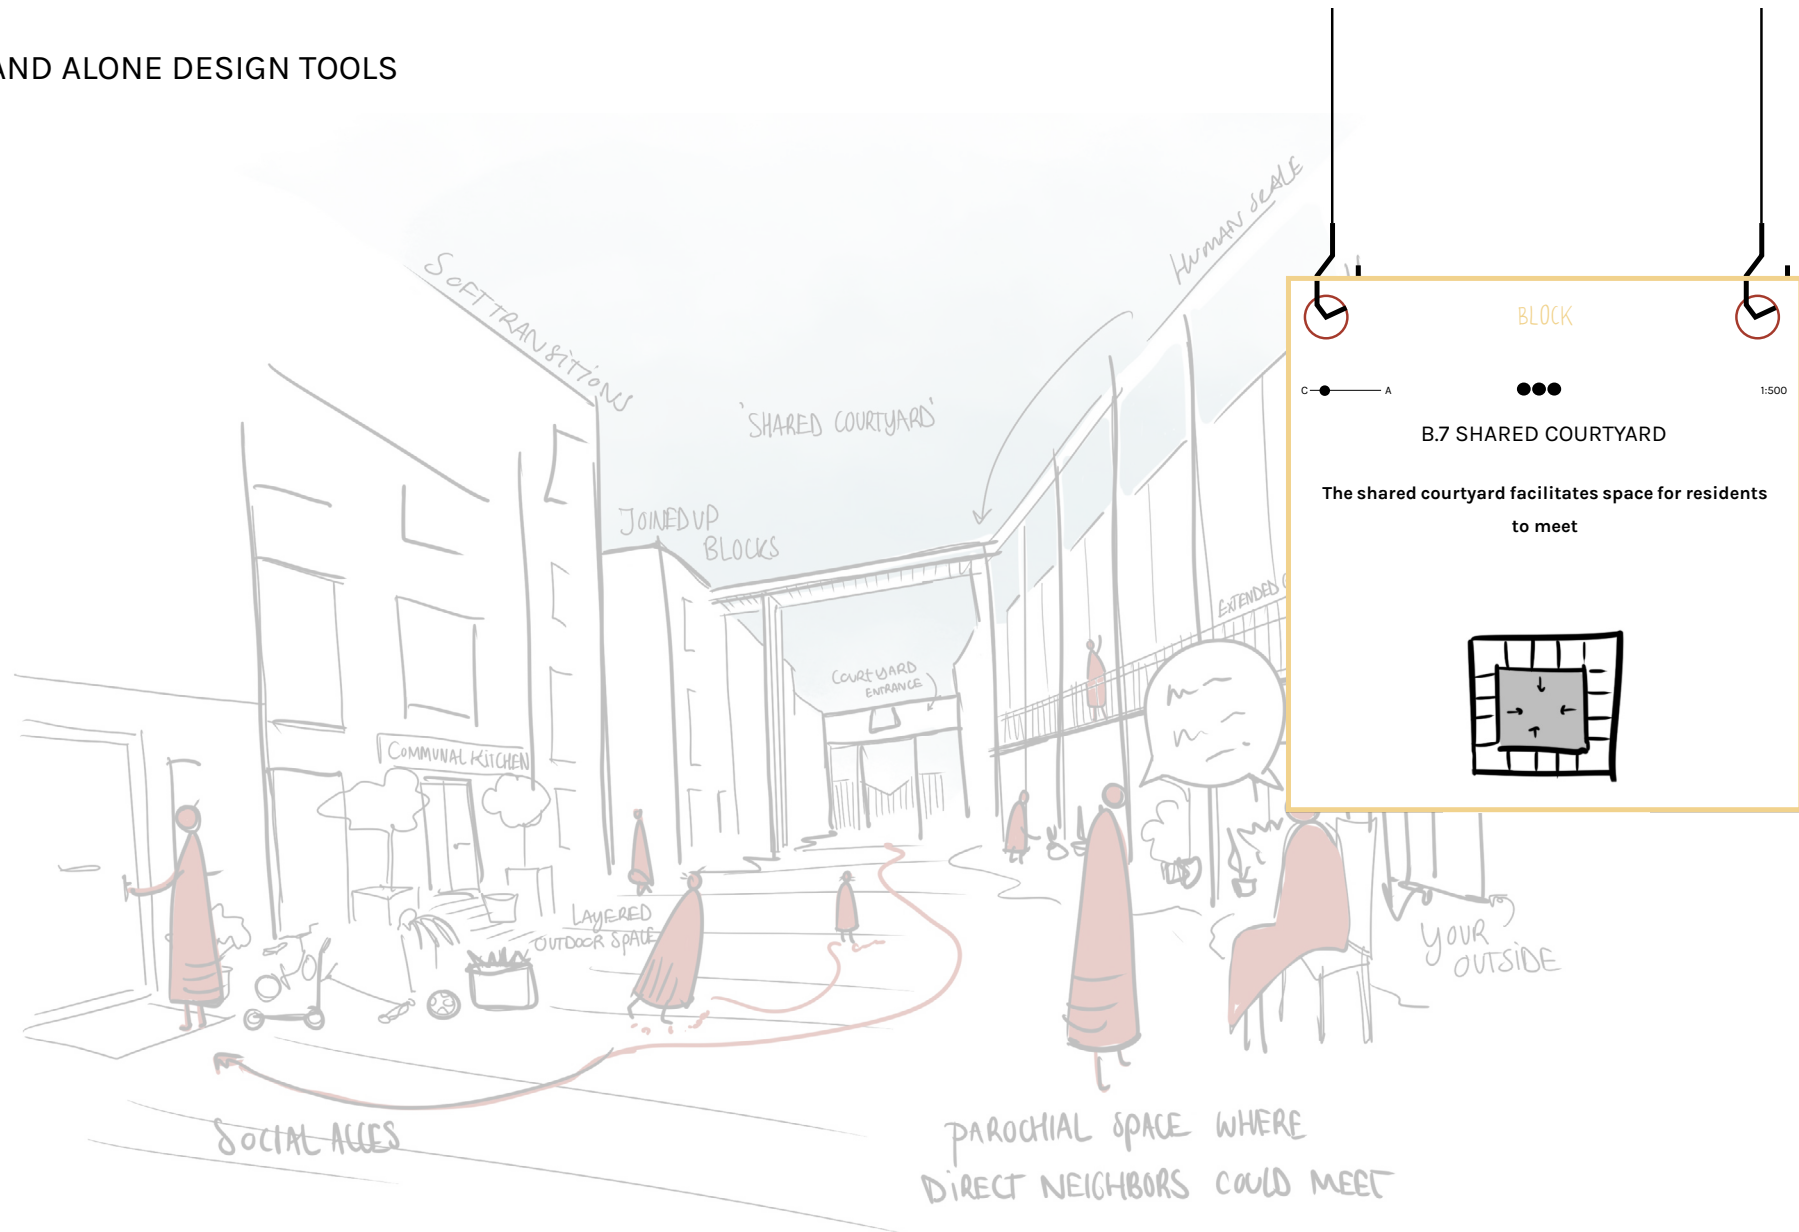 AND ALONE DESIGN TOOLS
HUMAN SCALE
SOFT TRANSITIONS
'SHARED COURTYARD'
JOINED UP
BLOCKS
EXTENDED
COURTYARD
ENTRANCE
COMMUNAL KITCHEN
LAYERED
OUTDOOR SPACE
YOUR
OUTSIDE
SOCIAL ACCES
PAROCHIAL SPACE WHERE
DIRECT NEIGHBORS COULD MEET
BLOCK
C
A
1:500
B.7 SHARED COURTYARD
The shared courtyard facilitates space for residents
to meet